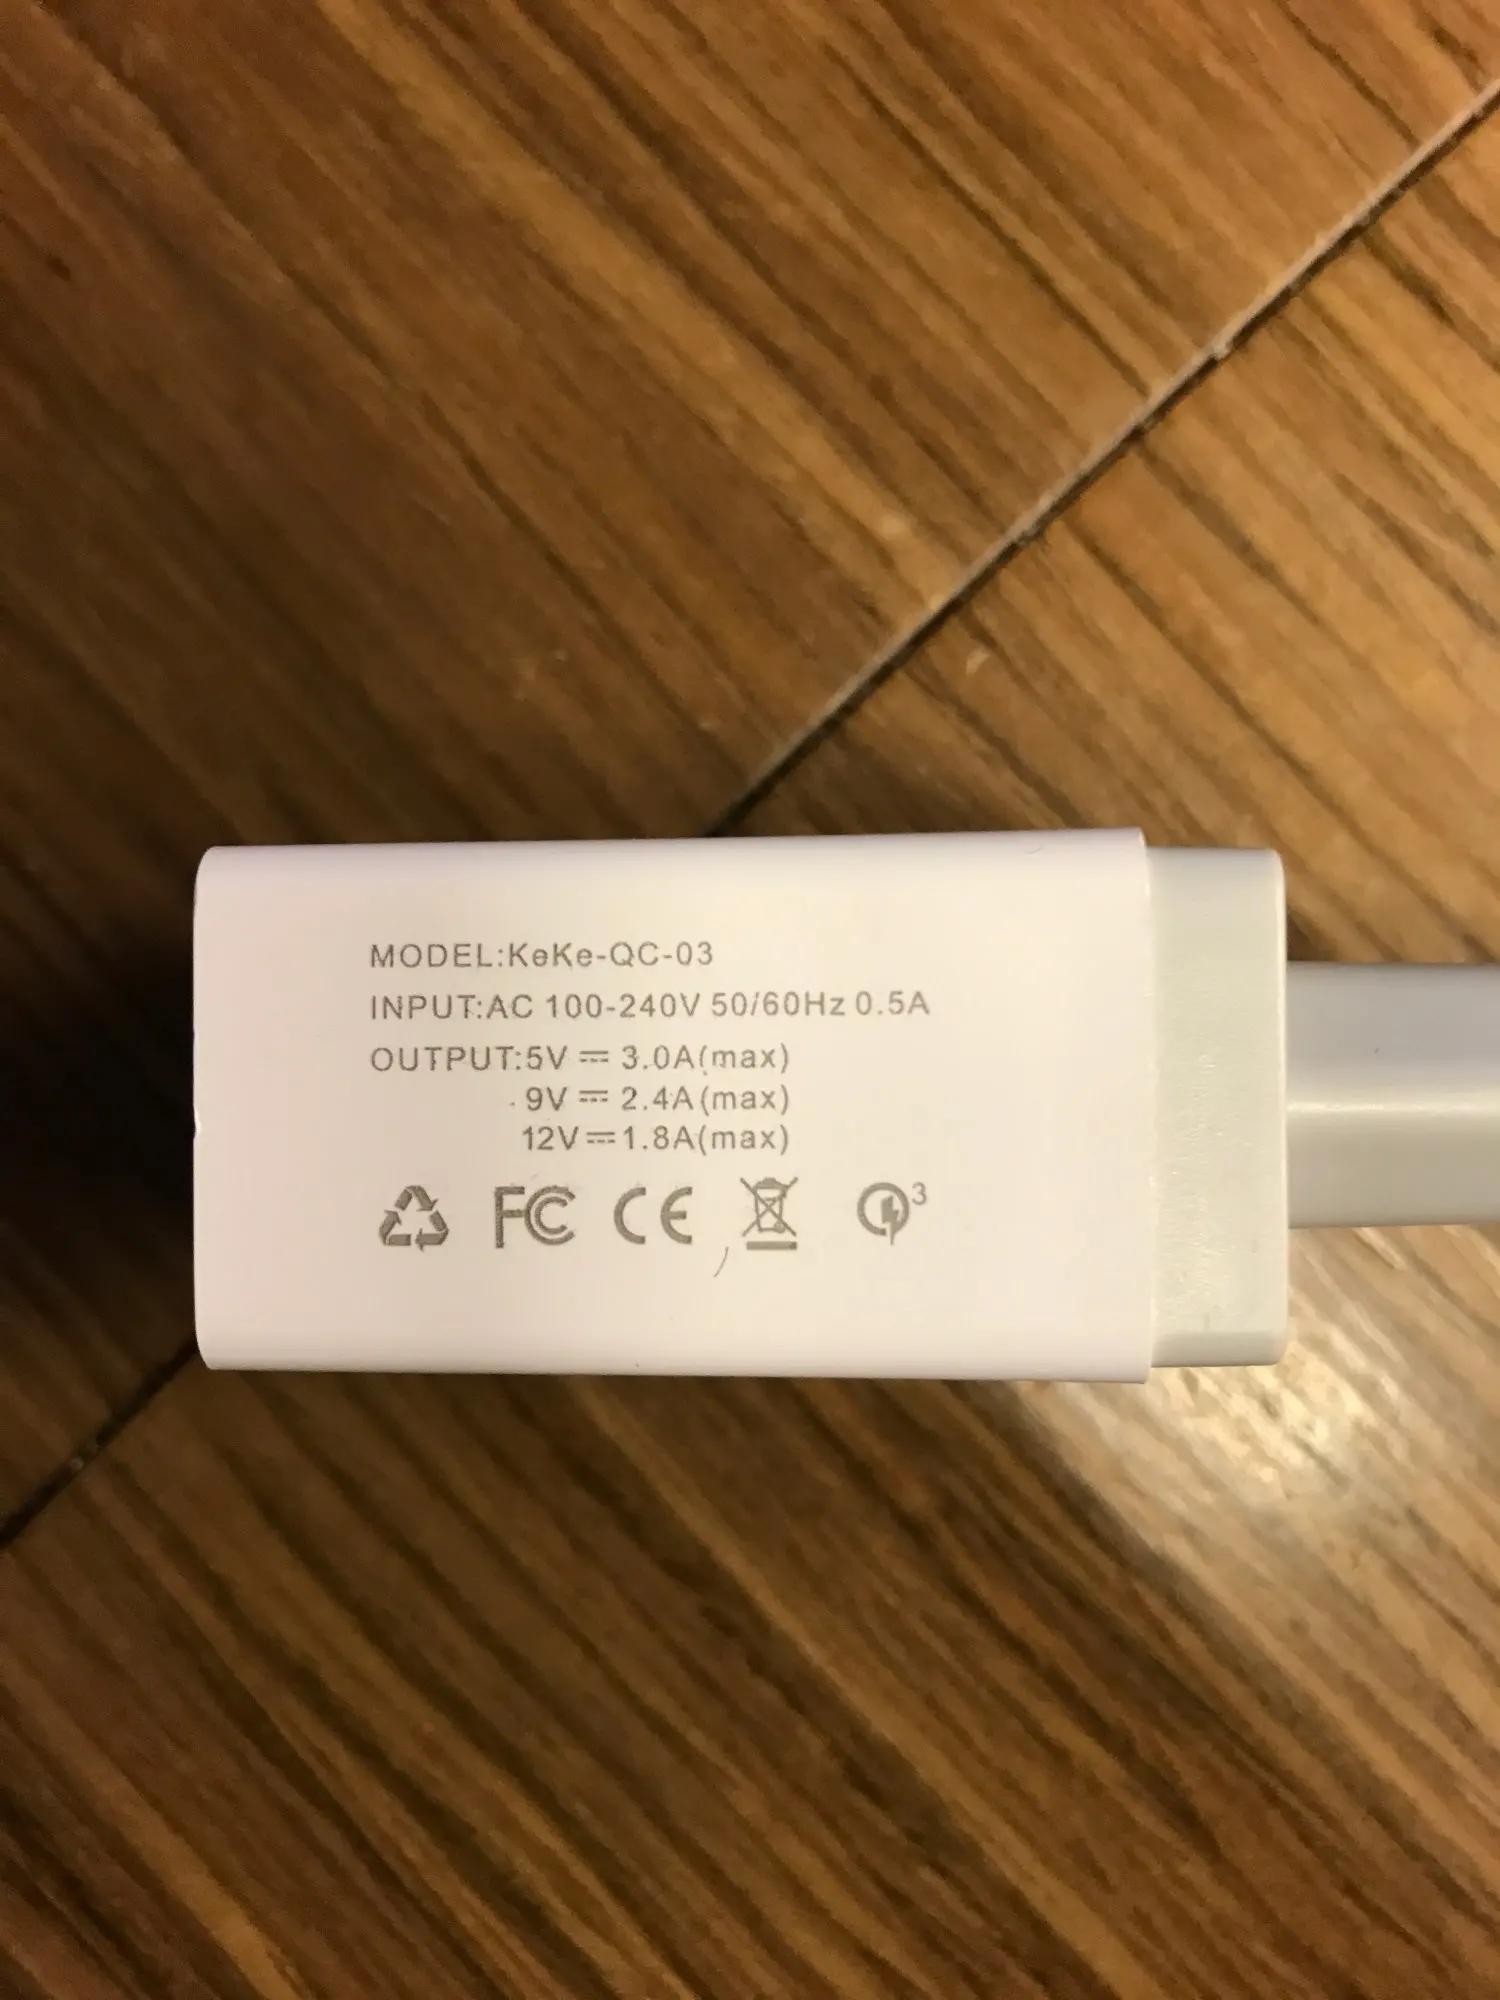 MODEL:KeKe-QC-03
INPUT:AC 100-240V 50/60Hz 0.5A
OUTPUT:5V ⎓ 3.0A(max)
9V ⎓ 2.4A(max)
12V ⎓ 1.8A(max)
FC CE 3